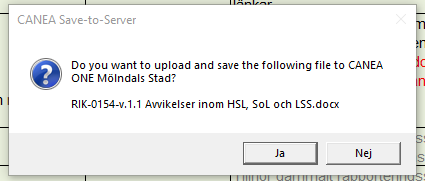 länkar.
CANEA Save-to-Server
Do you want to upload and save the following file to CANEA
ONE Mölndals Stad?
RIK-0154-v.1.1 Avvikelser inom HSL, SoL och LSS.docx
Ja
Nej